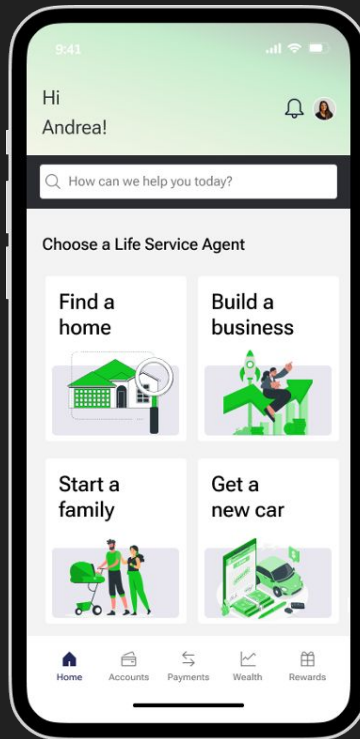 9:41
Hi
Andrea!
How can we help you today?
Choose a Life Service Agent
Find a
home
Build a
business
Start a
family
Get a
new car
Home
Accounts
Payments
Wealth
Rewards